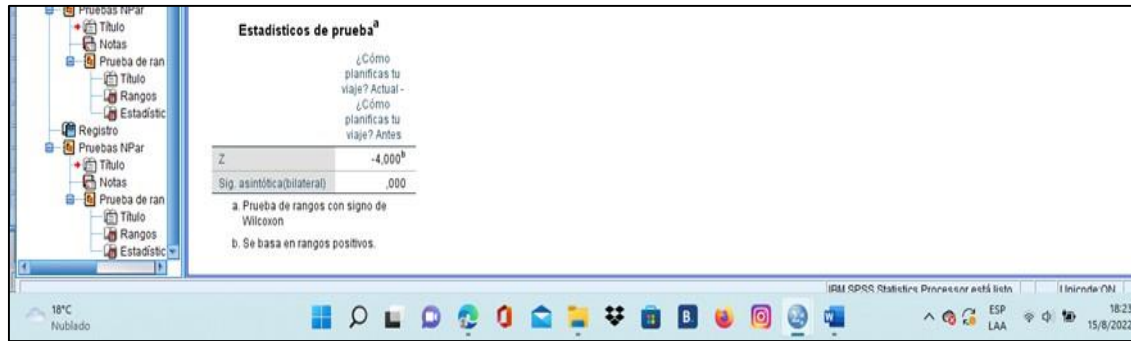 Pruebas NPar
Título
Notas
Prueba de ran
Título
Rangos
Estadístic
Registro
Pruebas NPar
Título
Notas
Prueba de ran
Título
Rangos
Estadístic
Estadísticos de prueba^a
¿Cómo
planificas tu
viaje? Actual -
¿Cómo
planificas tu
viaje? Antes
Z -4,000^b
Sig. asintótica(bilateral) ,000
a. Prueba de rangos con signo de
Wilcoxon
b. Se basa en rangos positivos.
IBM SPSS Statistics Processor está listo Unicode:ON
18°C
Nublado
ESP
LAA
18:23
15/8/2022